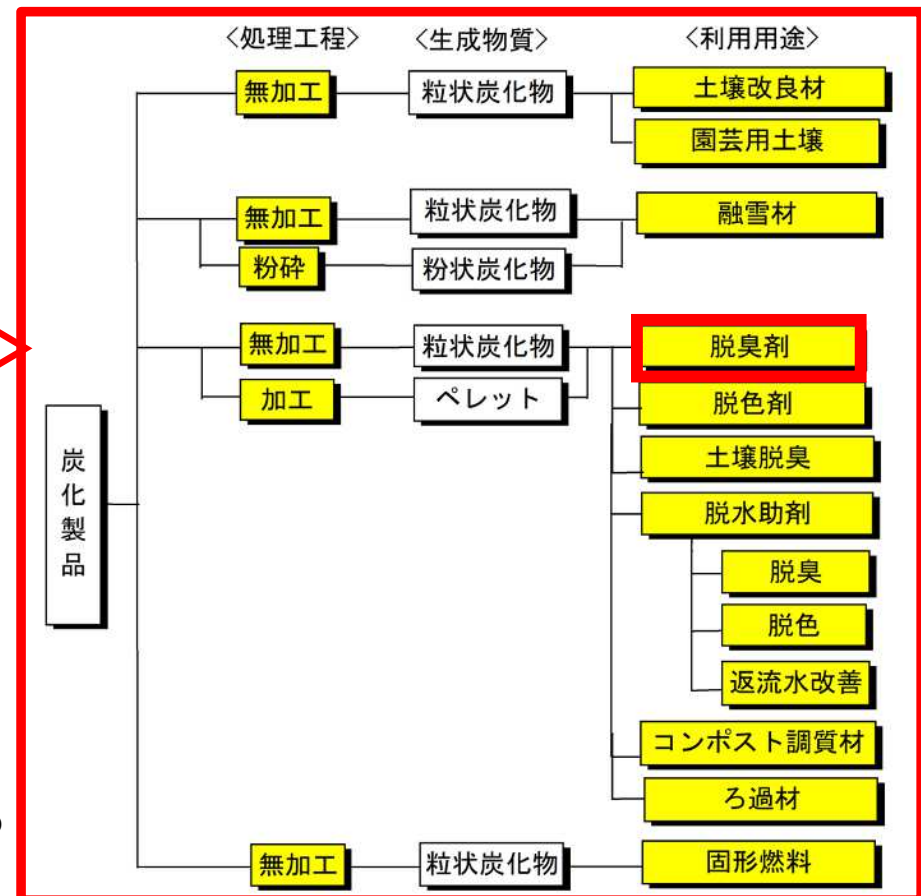 <処理工程> <生成物質> <利用用途>
無加工 粒状炭化物 土壌改良材
園芸用土壌
無加工 粒状炭化物 融雪材
粉砕 粉状炭化物
無加工 粒状炭化物 脱臭剤
加工 ペレット 脱色剤
土壌脱臭
炭化製品
脱水助剤
脱臭
脱色
返流水改善
コンポスト調質材
ろ過材
無加工 粒状炭化物 固形燃料